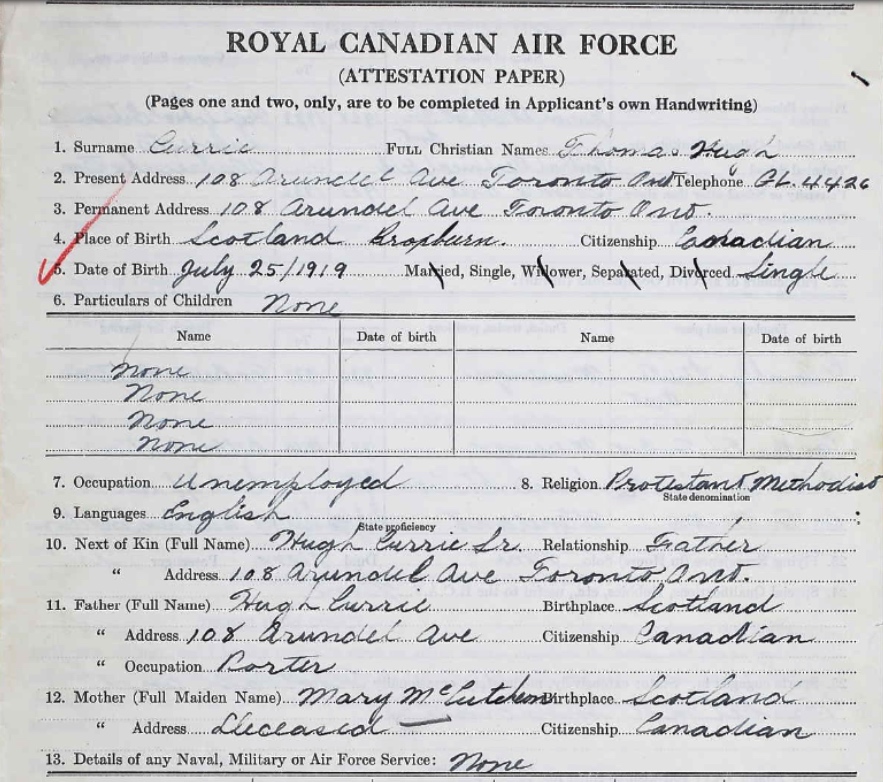 ROYAL CANADIAN AIR FORCE
(ATTESTATION PAPER)
(Pages one and two, only, are to be completed in Applicant's own Handwriting)
1. Surname Currie FULL Christian Names Thomas Hugh
2. Present Address 108 Arundel Ave Toronto Ont Telephone GL.4426
3. Permanent Address 108 Arundel Ave Toronto Ont.
4. Place of Birth Scotland Citizenship Canadian
5. Date of Birth July 25/1919 Married, Single, Widower, Separated, Divorced Single
6. Particulars of Children None
Name Date of birth Name Date of birth
None
None
None
None
7. Occupation Unemployed 8. Religion Protestant Methodist
State denomination
9. Languages English
State proficiency
10. Next of Kin (Full Name) Hugh Currie Sr. Relationship Father
" Address 108 Arundel Ave Toronto, Ont.
11. Father (Full Name) Hugh Currie Birthplace Scotland
" Address 108 Arundel Ave Citizenship Canadian
" Occupation Porter
12. Mother (Full Maiden Name) Mary McCutcheon Birthplace Scotland
" Address Deceased — Citizenship Canadian
13. Details of any Naval, Military or Air Force Service: None